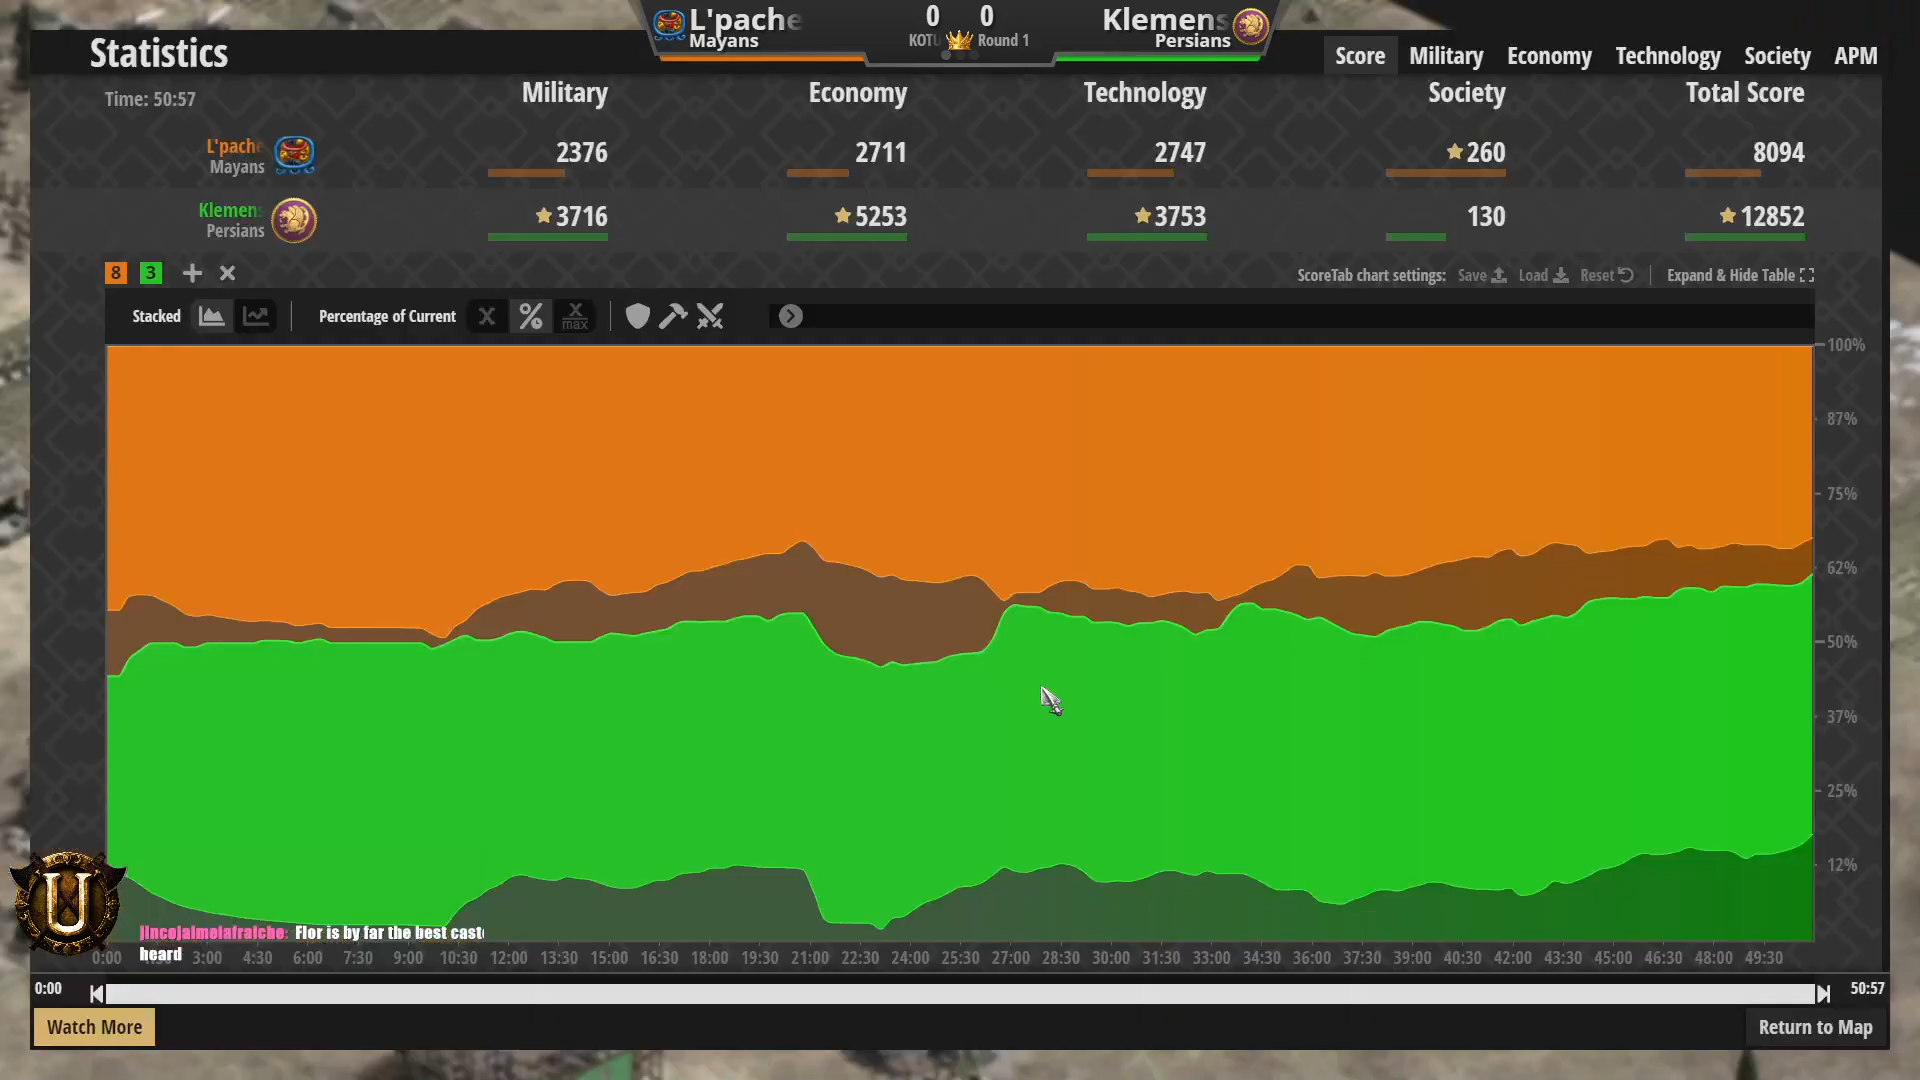 L'pache
Mayans
0 0
KOTU Round 1
Klemens
Persians
Statistics
Score Military Economy Technology Society APM
Time: 50:57
Military Economy Technology Society Total Score
L'pache
Mayans
2376 2711 2747 260 8094
Klemens
Persians
3716 5253 3753 130 12852
8 3
ScoreTab chart settings: Save Load Reset Expand & Hide Table
Stacked
Percentage of Current
X % X max
100%
87%
75%
62%
50%
37%
25%
12%
U
jincojaimelafraiche: Flor is by far the best cast
heard
0:00 3:00 4:30 6:00 7:30 9:00 10:30 12:00 13:30 15:00 16:30 18:00 19:30 21:00 22:30 24:00 25:30 27:00 28:30 30:00 31:30 33:00 34:30 36:00 37:30 39:00 40:30 42:00 43:30 45:00 46:30 48:00 49:30
0:00
50:57
Watch More
Return to Map